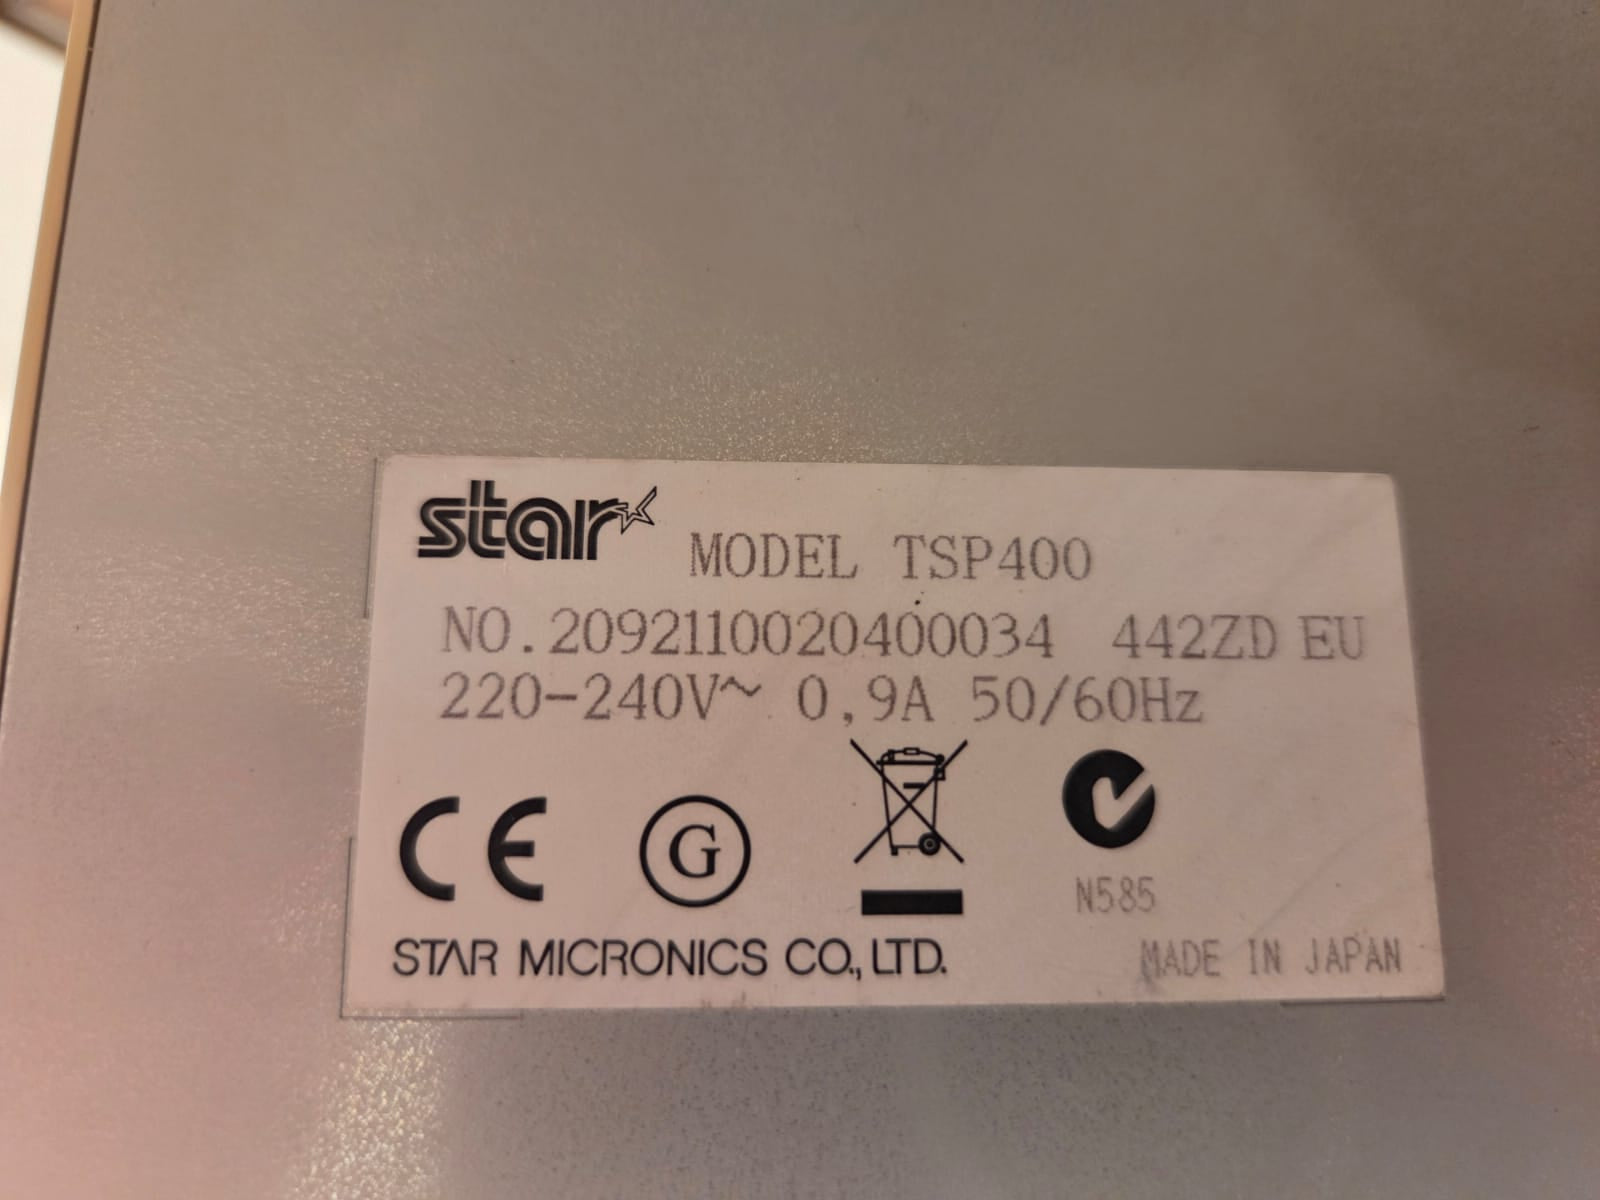 star
MODEL TSP400
NO.2092110020400034 442ZD EU
220-240V~ 0,9A 50/60Hz
CE G
N585
STAR MICRONICS CO., LTD. MADE IN JAPAN